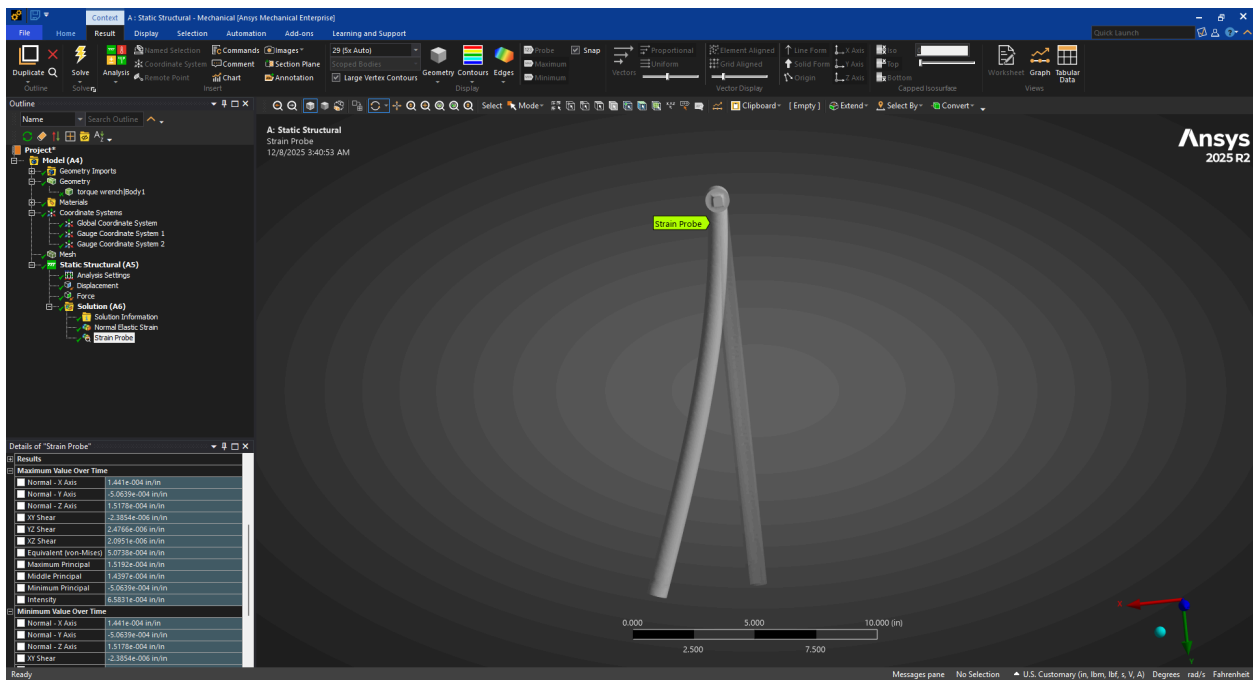 Context A : Static Structural - Mechanical [Ansys Mechanical Enterprise]
File Home Result Display Selection Automation Add-ons Learning and Support Quick Launch
Duplicate Q Solve Analysis Named Selection Coordinate System Remote Point Commands Comment Chart Images Section Plane Annotation
29 (5x Auto) Scoped Bodies Large Vertex Contours Geometry Contours Edges Probe Maximum Minimum Snap
Vectors Proportional Uniform Element Aligned Grid Aligned Line Form Solid Form Origin X Axis Y Axis Z Axis Iso Top Bottom Worksheet Graph Tabular Data
Outline Solver Insert Display Vector Display Capped Isosurface Views
Outline
Name Search Outline
Select Mode Clipboard [ Empty ] Extend Select By Convert
Project*
Model (A4)
Geometry Imports
Geometry
torque wrench|Body1
Materials
Coordinate Systems
Global Coordinate System
Gauge Coordinate System 1
Gauge Coordinate System 2
Mesh
Static Structural (A5)
Analysis Settings
Displacement
Force
Solution (A6)
Solution Information
Normal Elastic Strain
Strain Probe
Details of "Strain Probe"
Results
Maximum Value Over Time
Normal - X Axis 1.441e-004 in/in
Normal - Y Axis -5.0639e-004 in/in
Normal - Z Axis 1.5178e-004 in/in
XY Shear -2.3854e-006 in/in
YZ Shear 2.4766e-006 in/in
XZ Shear 2.0951e-006 in/in
Equivalent (von-Mises) 5.0738e-004 in/in
Maximum Principal 1.5192e-004 in/in
Middle Principal 1.4397e-004 in/in
Minimum Principal -5.0639e-004 in/in
Intensity 6.5831e-004 in/in
Minimum Value Over Time
Normal - X Axis 1.441e-004 in/in
Normal - Y Axis -5.0639e-004 in/in
Normal - Z Axis 1.5178e-004 in/in
XY Shear -2.3854e-006 in/in
A: Static Structural
Strain Probe
12/8/2025 3:40:53 AM
Ansys
2025 R2
Strain Probe
0.000 5.000 10.000 (in)
2.500 7.500
X
Y
Ready Messages pane No Selection U.S. Customary (in, lbm, lbf, s, V, A) Degrees rad/s Fahrenheit